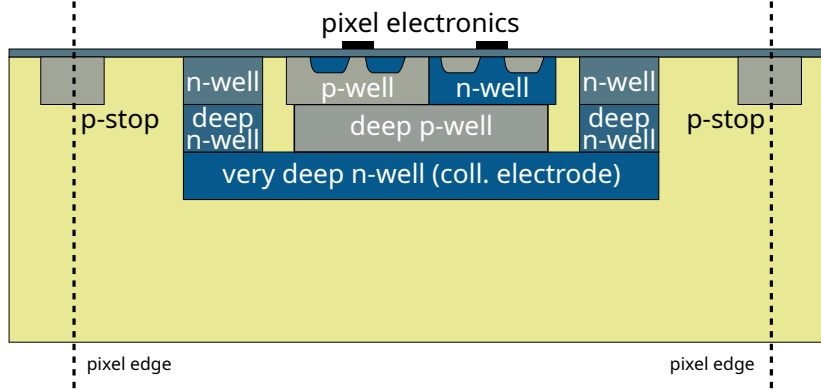 pixel electronics
n-well
p-well
n-well
n-well
p-stop
deep
n-well
deep p-well
deep
n-well
p-stop
very deep n-well (coll. electrode)
pixel edge
pixel edge